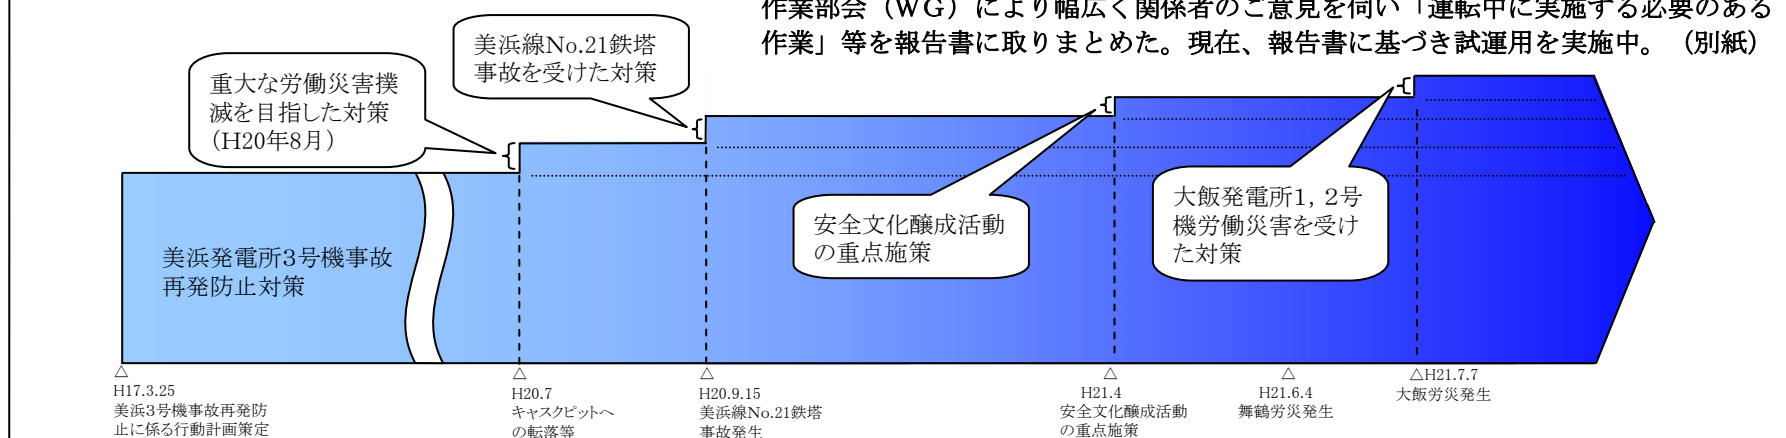 作業部会（ＷＧ）により幅広く関係者のご意見を伺い「運転中に実施する必要のある
作業」等を報告書に取りまとめた。現在、報告書に基づき試運用を実施中。（別紙）
美浜線No.21鉄塔
事故を受けた対策
重大な労働災害撲
滅を目指した対策
（H20年8月）
安全文化醸成活動
の重点施策
大飯発電所1，2号
機労働災害を受け
た対策
美浜発電所3号機事故
再発防止対策
△
H17.3.25
美浜3号機事故再発防
止に係る行動計画策定
△
H20.7
キャスクピットへ
の転落等
△
H20.9.15
美浜線No.21鉄塔
事故発生
△
H21.4
安全文化醸成活動
の重点施策
△
H21.6.4
舞鶴労災発生
△H21.7.7
大飯労災発生